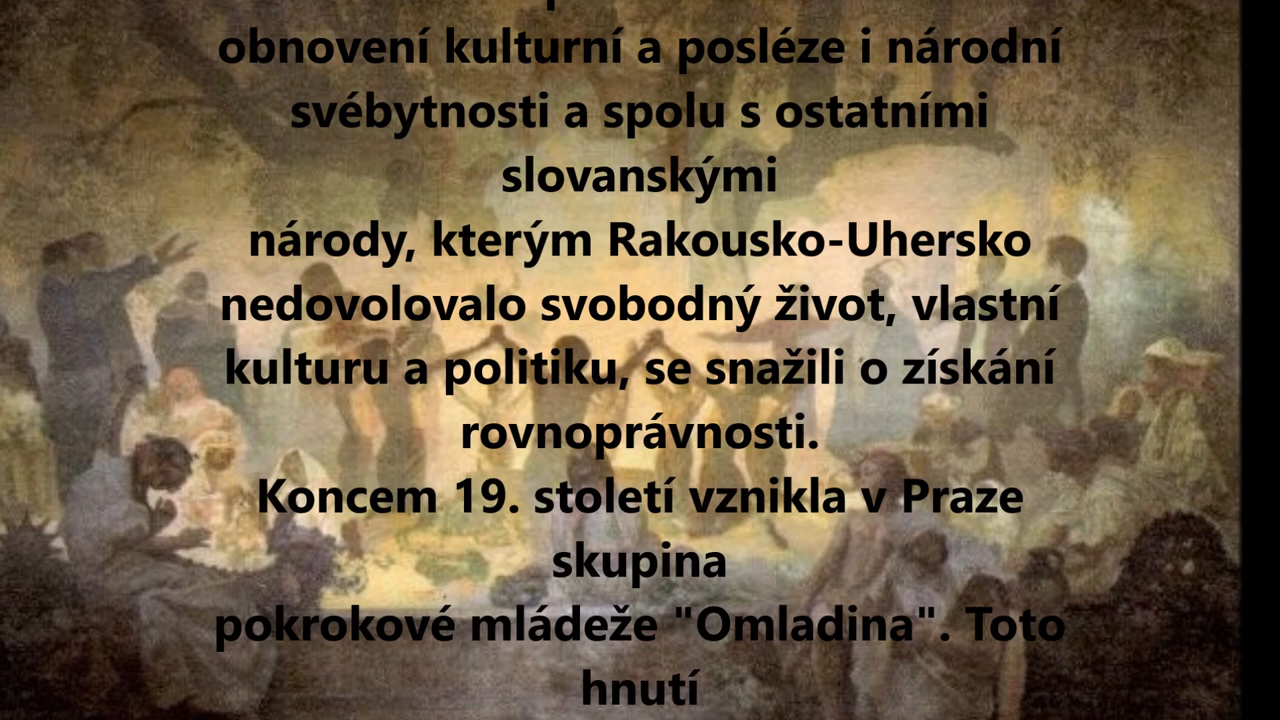 obnovení kulturní a posléze i národní
svébytnosti a spolu s ostatními
slovanskými
národy, kterým Rakousko-Uhersko
nedovolovalo svobodný život, vlastní
kulturu a politiku, se snažili o získání
rovnoprávnosti.
Koncem 19. století vznikla v Praze
skupina
pokrokové mládeže "Omladina". Toto
hnutí